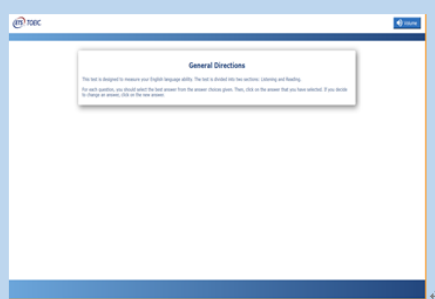 ETS TOEIC
Volume
General Directions
This test is designed to measure your English language ability. The test is divided into two sections: Listening and Reading.
For each question, you should select the best answer from the answer choices given. Then, click on the answer that you have selected. If you decide
to change an answer, click on the new answer.